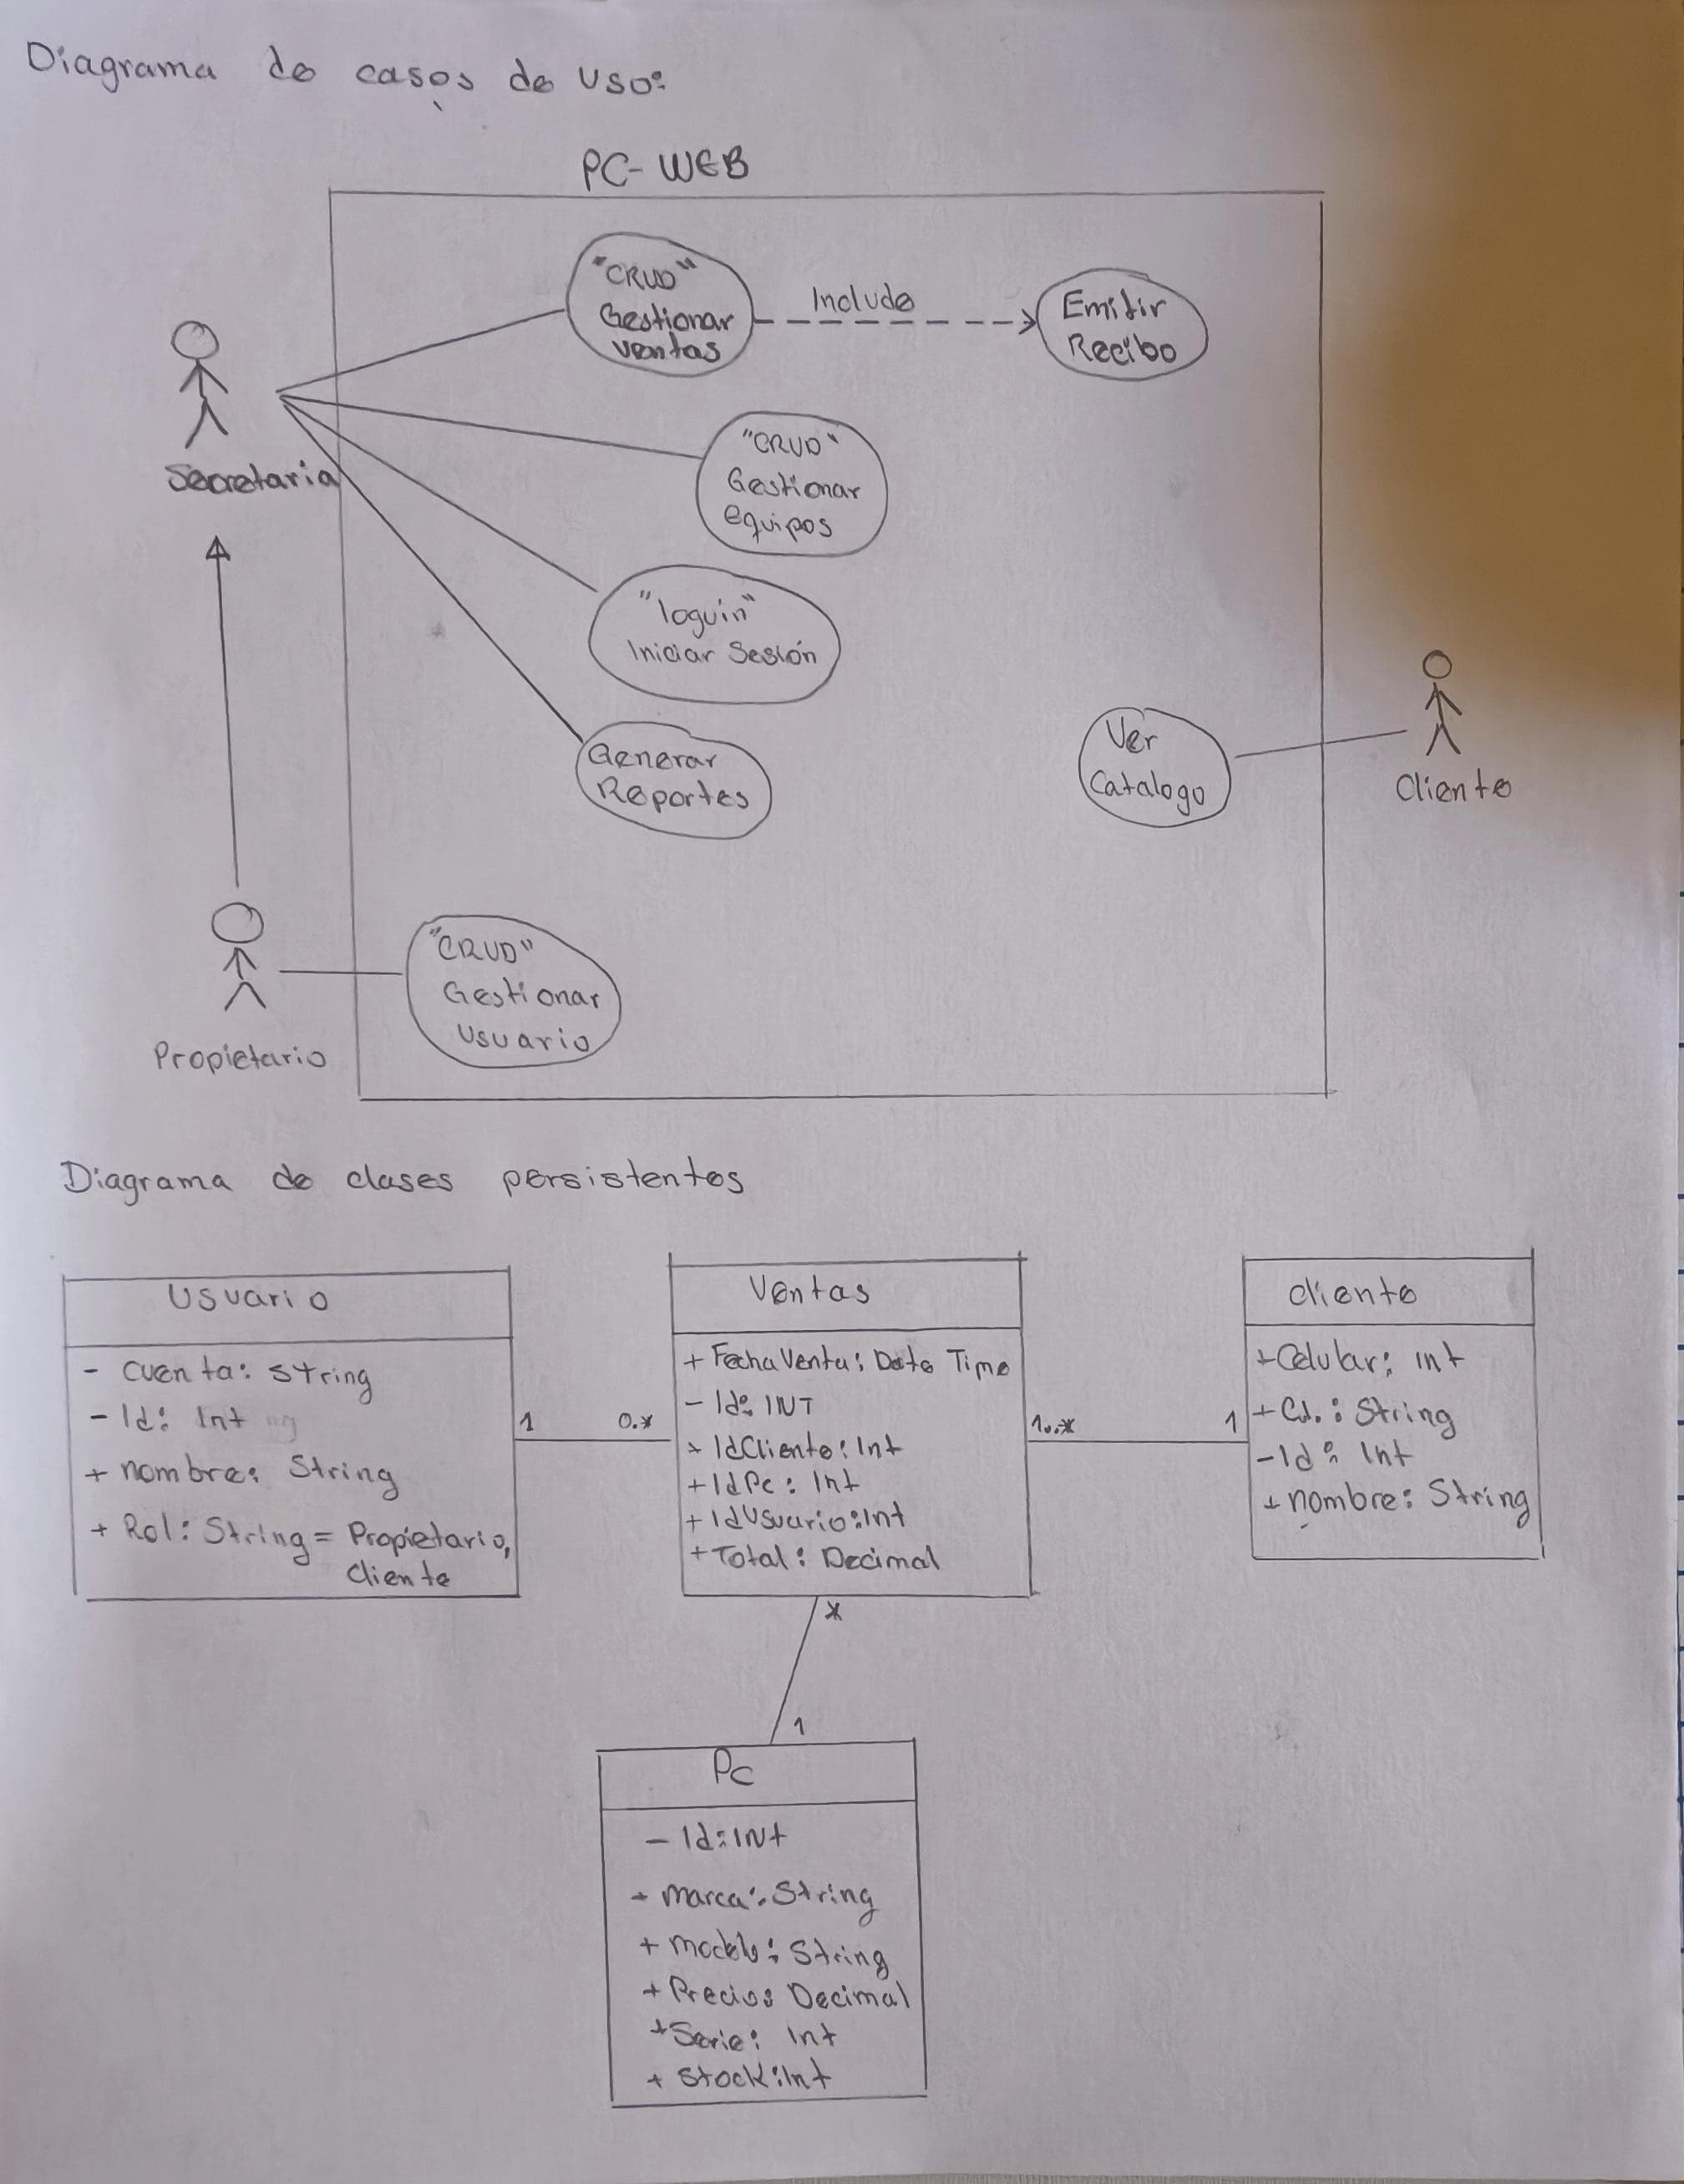 Diagrama de casos de uso:
PC-WEB
"CRUD"
Gestionar
ventas
Include
Emitir
Recibo
Secretaria
"CRUD"
Gestionar
equipos
"loguin"
Iniciar Sesión
Generar
Reportes
Ver
Catalogo
Cliente
"CRUD"
Gestionar
Usuario
Propietario
Diagrama de clases persistentes
Usuario
- cuenta: string
- Id: Int
+ nombre: String
+ Rol: String = Propietario,
Cliente
1
0.*
Ventas
+ FechaVenta: Date Time
- Id: INT
+ IdCliente: Int
+ IdPc: Int
+ IdUsuario: Int
+ Total: Decimal
1..*
1
cliente
+ Celular: Int
+ C.I.: String
- Id: Int
+ nombre: String
*
1
Pc
- Id: INt
+ marca: String
+ modelo: String
+ Precio: Decimal
+ Serie: Int
+ Stock: Int